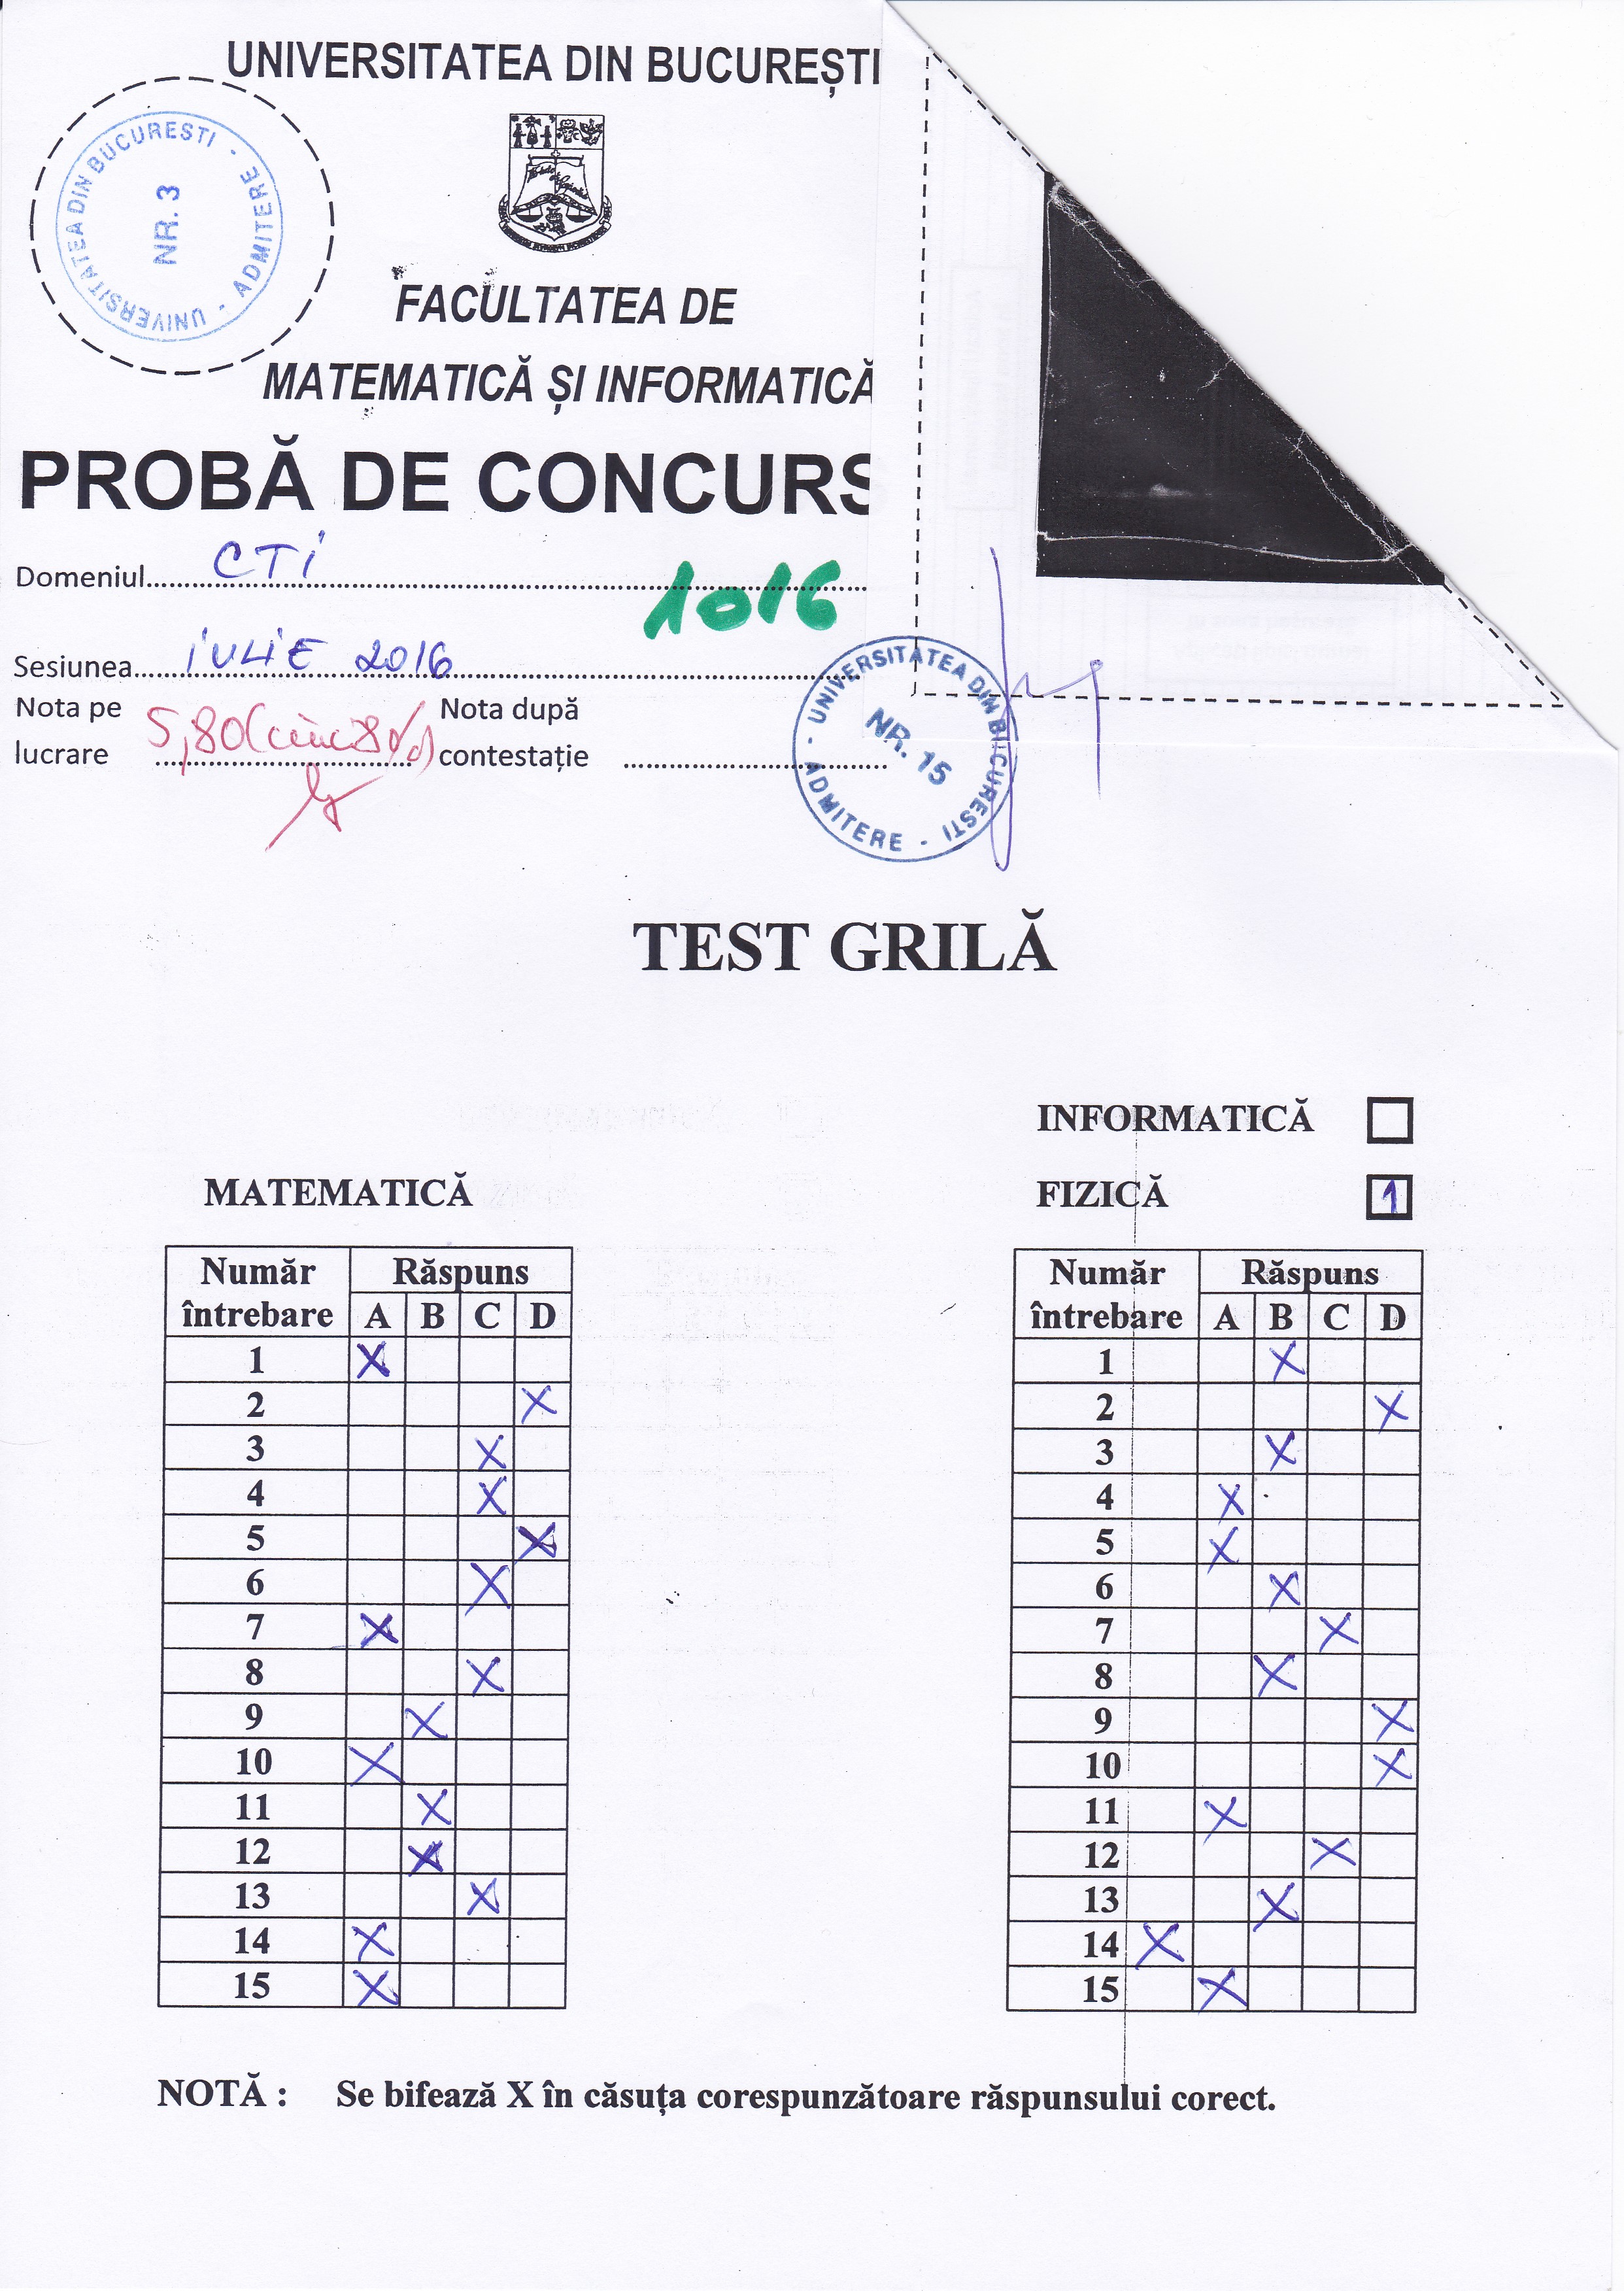 UNIVERSITATEA DIN BUCUREȘTI
UNIVERSITATEA DIN BUCURESTI - ADMITERE -
NR. 3
FACULTATEA DE
MATEMATICĂ ȘI INFORMATICĂ
PROBĂ DE CONCURS
Domeniul CTI
1016
Sesiunea IULIE 2016
Nota pe lucrare 5,80
Nota după contestație
UNIVERSITATEA DIN BUCURESTI - ADMITERE -
NR. 15
TEST GRILĂ
INFORMATICĂ
MATEMATICĂ
FIZICĂ 1
Număr întrebare Răspuns
A B C D
1 X
2 X
3 X
4 X
5 X
6 X
7 X
8 X
9 X
10 X
11 X
12 X
13 X
14 X
15 X
Număr întrebare Răspuns
A B C D
1 X
2 X
3 X
4 X
5 X
6 X
7 X
8 X
9 X
10 X
11 X
12 X
13 X
14 X
15 X
NOTĂ : Se bifează X în căsuța corespunzătoare răspunsului corect.